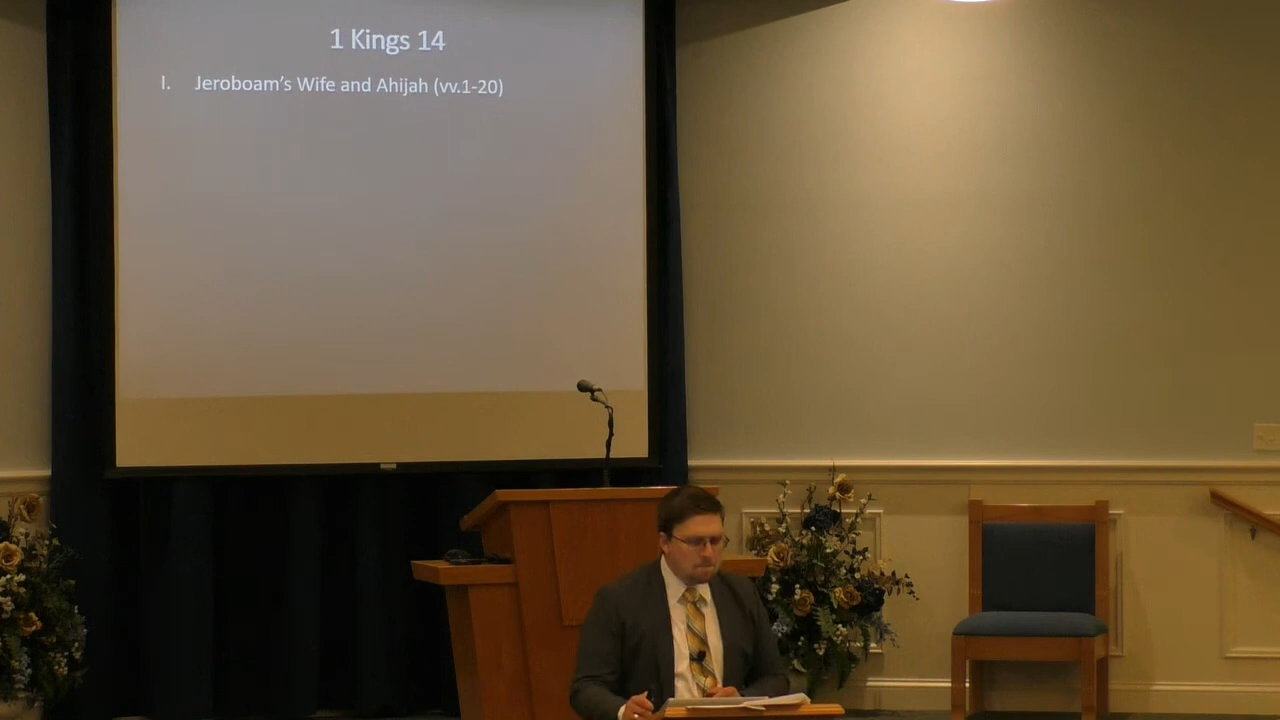 1 Kings 14
I. Jeroboam’s Wife and Ahijah (vv.1-20)